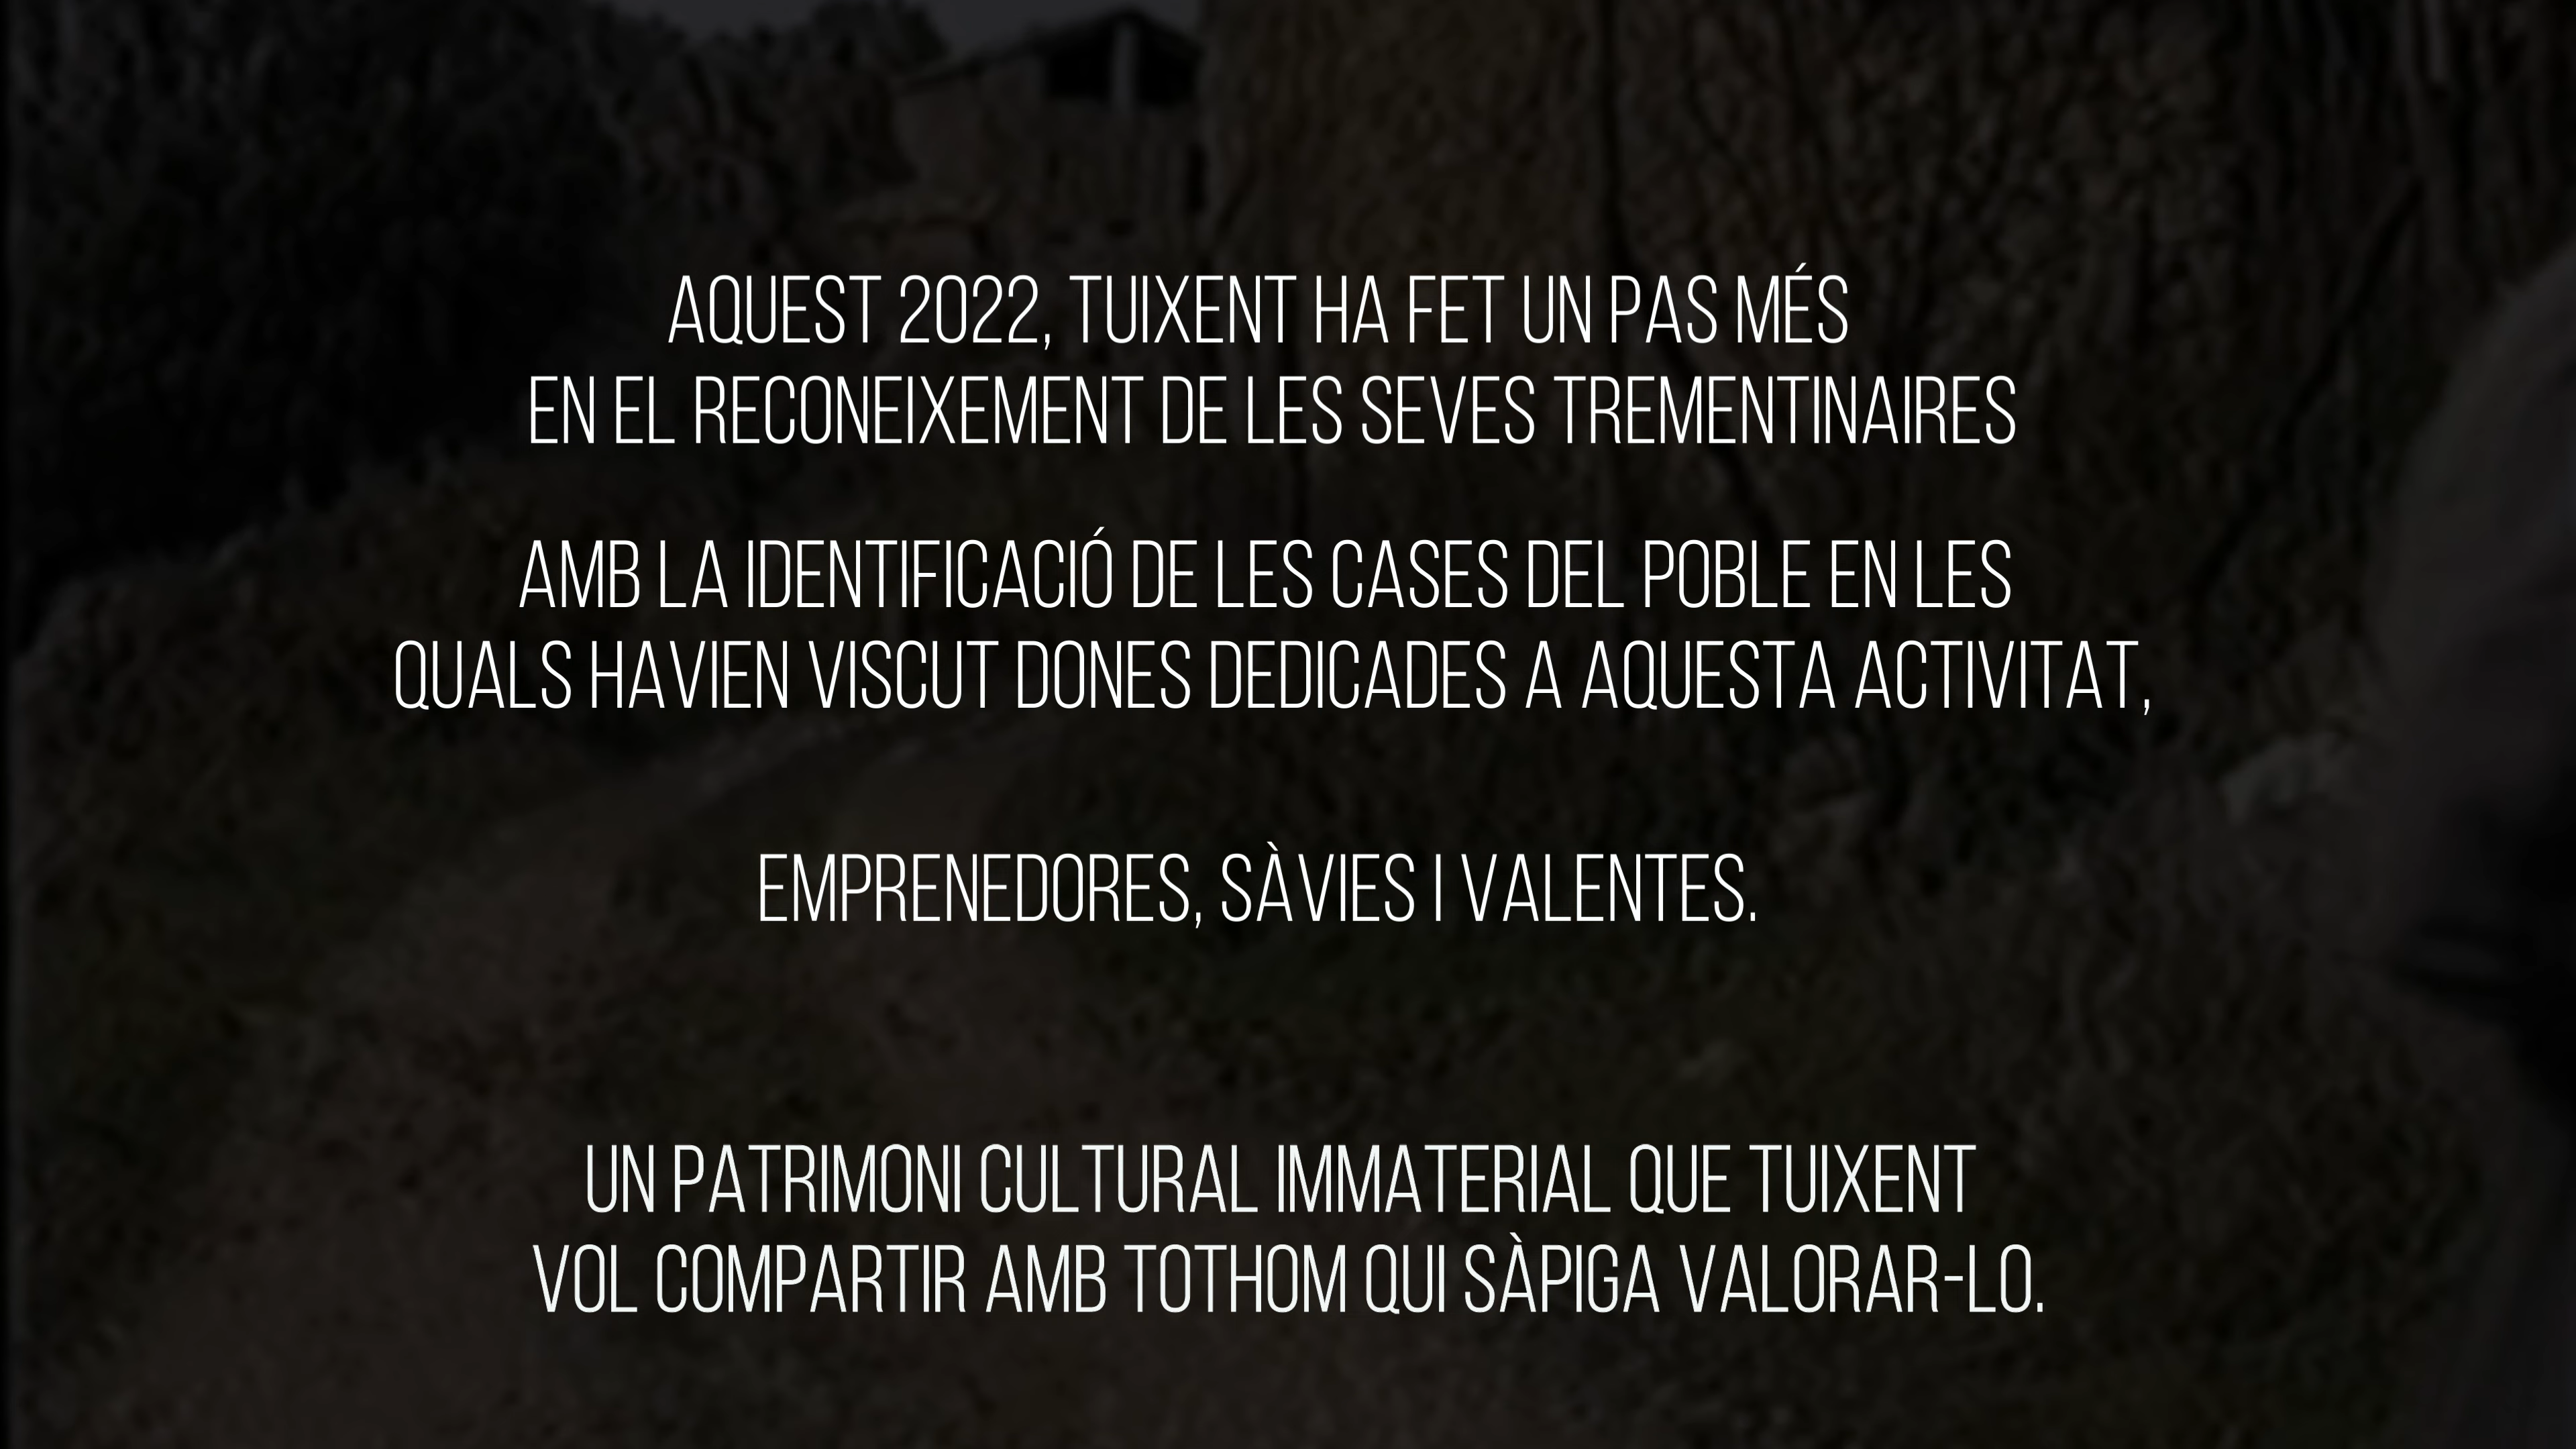 AQUEST 2022, TUIXENT HA FET UN PAS MÉS
EN EL RECONEIXEMENT DE LES SEVES TREMENTINAIRES
AMB LA IDENTIFICACIÓ DE LES CASES DEL POBLE EN LES
QUALS HAVIEN VISCUT DONES DEDICADES A AQUESTA ACTIVITAT,
EMPRENEDORES, SÀVIES I VALENTES.
UN PATRIMONI CULTURAL IMMATERIAL QUE TUIXENT
VOL COMPARTIR AMB TOTHOM QUI SÀPIGA VALORAR-LO.